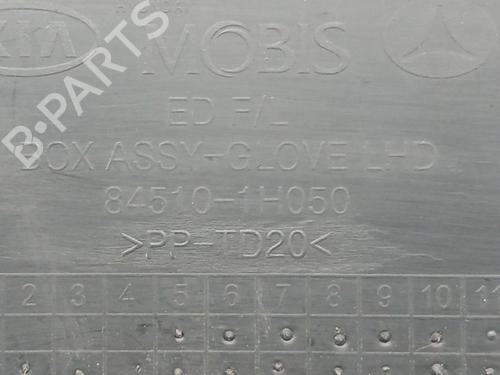 KIA MOBIS
ED F/L
BOX ASSY-GLOVE LHD
84510-1H050
>PP-TD20<
2 3 4 5 6 7 8 9 10 11
B-PARTS